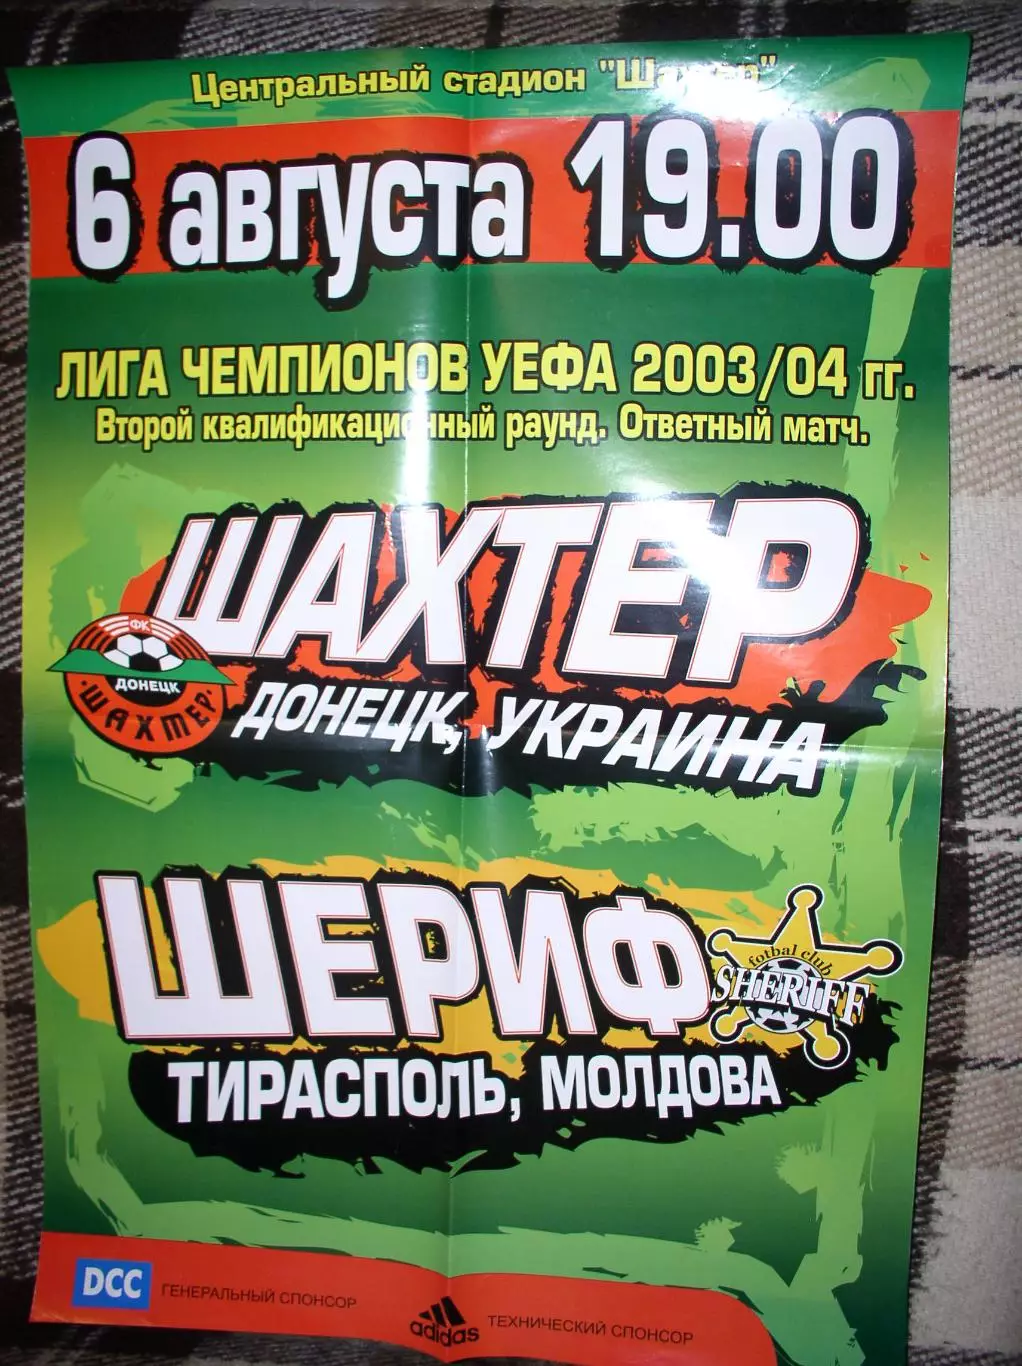 Центральный стадион "Шахтер"
6 августа 19.00
ЛИГА ЧЕМПИОНОВ УЕФА 2003/04 гг.
Второй квалификационный раунд. Ответный матч.
ШАХТЕР
ФК
ДОНЕЦК
·ШАХТЕР·
ДОНЕЦК, УКРАИНА
ШЕРИФ
fotbal club
SHERIFF
ТИРАСПОЛЬ, МОЛДОВА
DCC ГЕНЕРАЛЬНЫЙ СПОНСОР
adidas ТЕХНИЧЕСКИЙ СПОНСОР